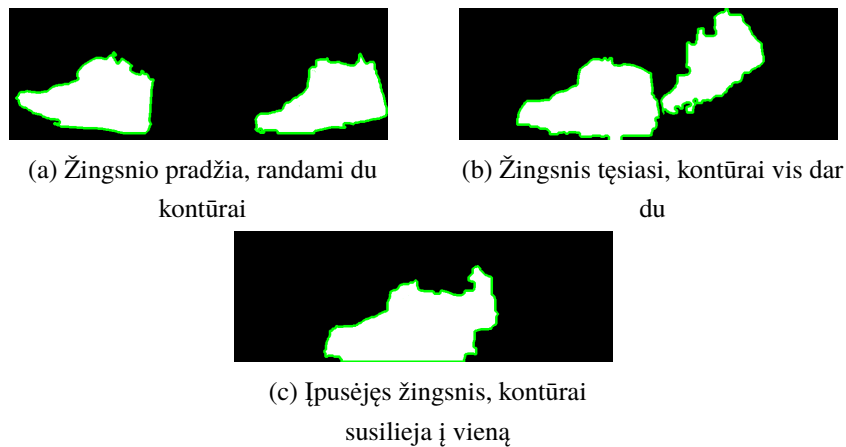 (a) Žingsnio pradžia, randami du
kontūrai
(b) Žingsnis tęsiasi, kontūrai vis dar
du
(c) Įpusėjęs žingsnis, kontūrai
susilieja į vieną